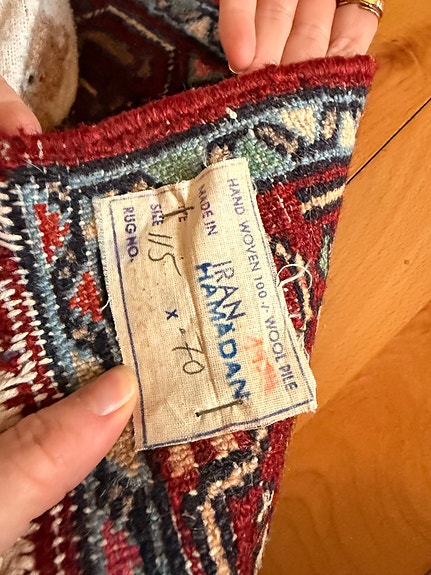 HAND WOVEN 100% WOOL PILE
MADE IN IRAN
HAMADAN
SIZE 115 x 70
RUG NO.